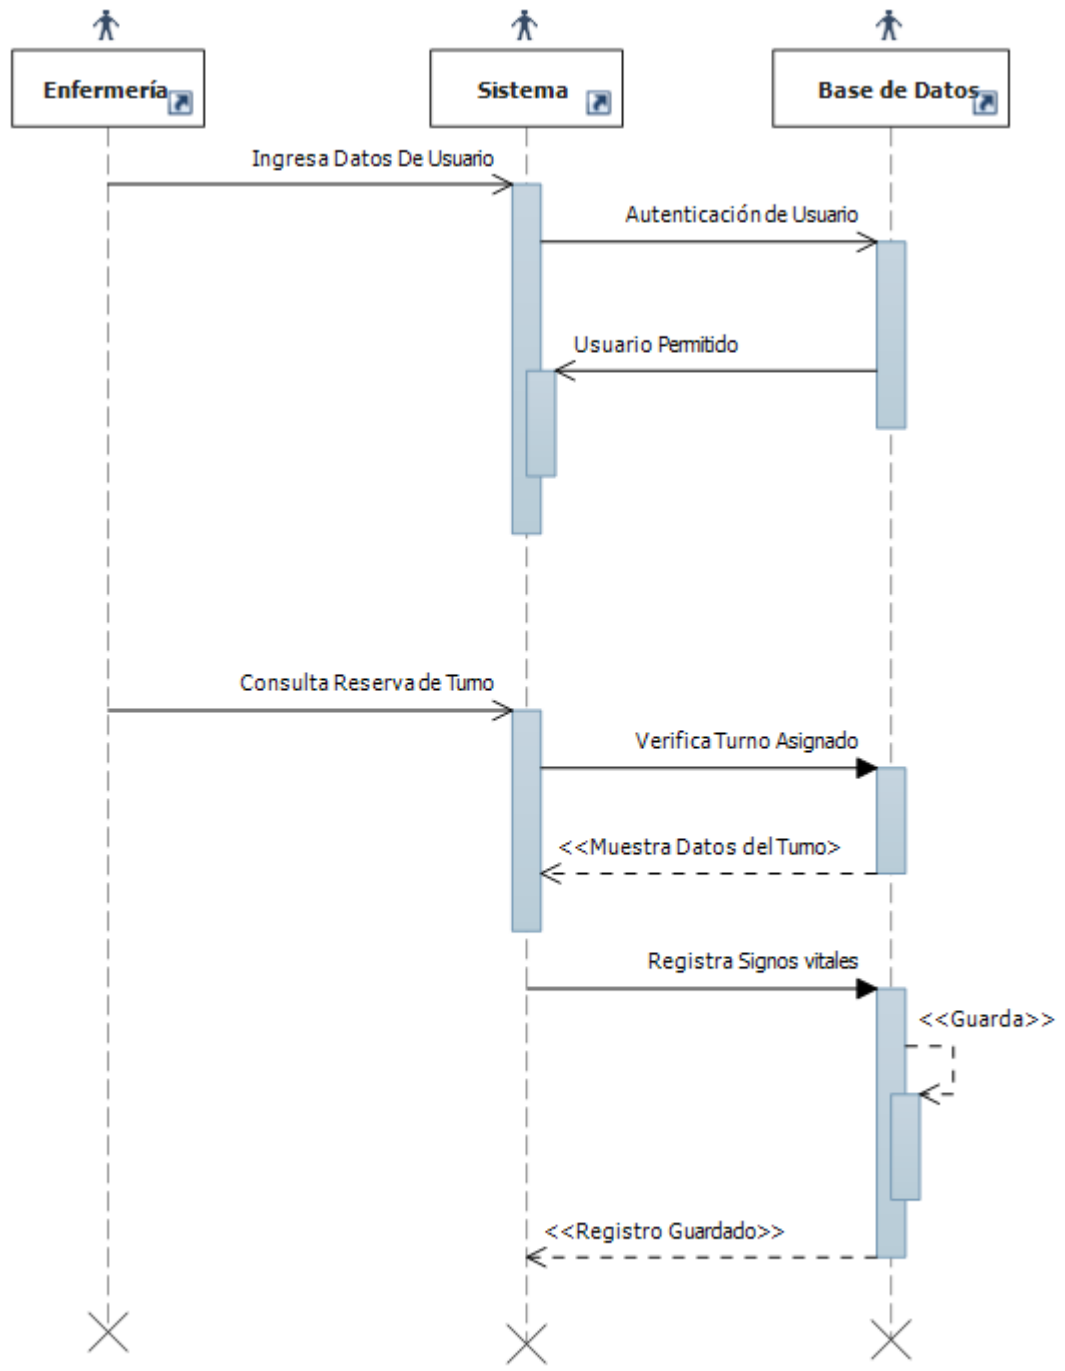 Enfermería
Sistema
Base de Datos
Ingresa Datos De Usuario
Autenticación de Usuario
Usuario Permitido
Consulta Reserva de Turno
Verifica Turno Asignado
<<Muestra Datos del Turno>
Registra Signos vitales
<<Guarda>>
<<Registro Guardado>>